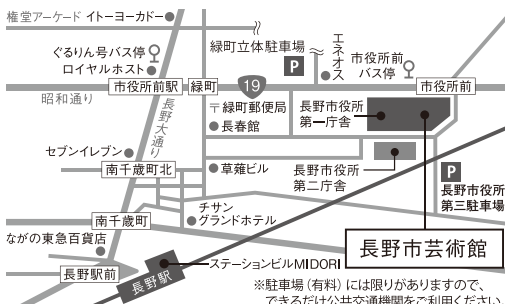 権堂アーケード
イトーヨーカドー
ぐるりん号バス停
ロイヤルホスト
緑町立体駐車場
P
エネオス
市役所前
バス停
市役所前駅
緑町
19
市役所前
昭和通り
長野大通り
〒緑町郵便局
長春館
長野市役所
第一庁舎
セブンイレブン
南千歳町北
草薙ビル
長野市役所
第二庁舎
P
長野市役所
第三駐車場
南千歳町
チサン
グランドホテル
ながの東急百貨店
長野市芸術館
長野駅前
長野駅
ステーションビルMIDORI
※駐車場（有料）には限りがありますので、
できるだけ公共交通機関をご利用ください。